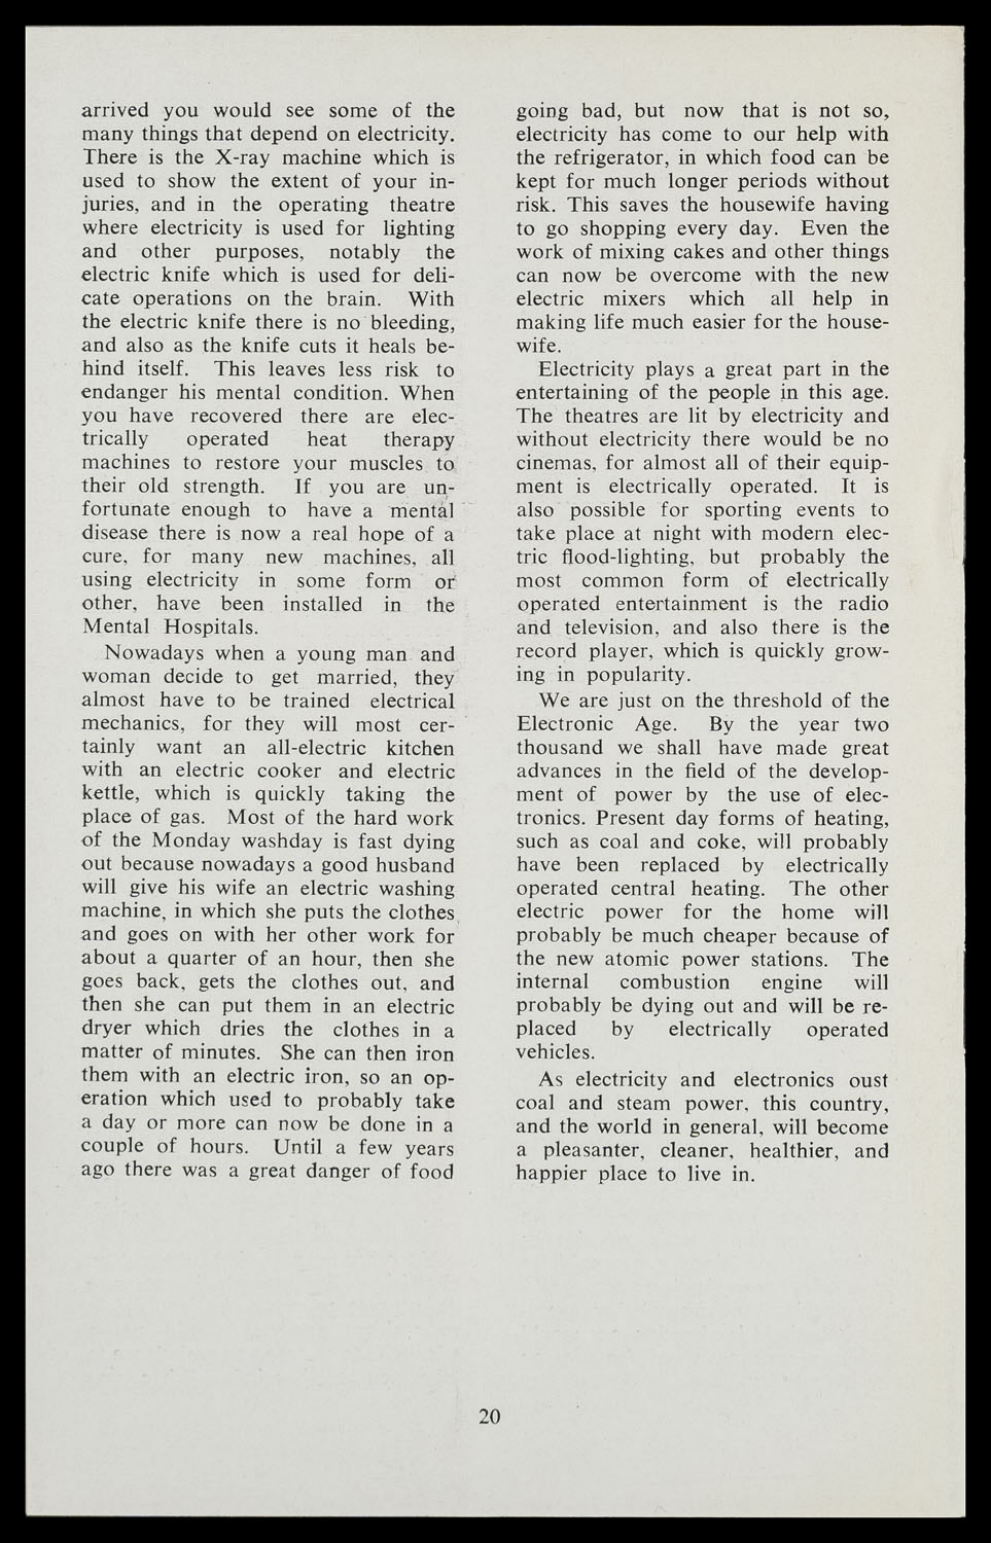 arrived you would see some of the
many things that depend on electricity.
There is the X-ray machine which is
used to show the extent of your in-
juries, and in the operating theatre
where electricity is used for lighting
and other purposes, notably the
electric knife which is used for deli-
cate operations on the brain. With
the electric knife there is no bleeding,
and also as the knife cuts it heals be-
hind itself. This leaves less risk to
endanger his mental condition. When
you have recovered there are elec-
trically operated heat therapy
machines to restore your muscles to
their old strength. If you are un-
fortunate enough to have a mental
disease there is now a real hope of a
cure, for many new machines, all
using electricity in some form or
other, have been installed in the
Mental Hospitals.
Nowadays when a young man and
woman decide to get married, they
almost have to be trained electrical
mechanics, for they will most cer-
tainly want an all-electric kitchen
with an electric cooker and electric
kettle, which is quickly taking the
place of gas. Most of the hard work
of the Monday washday is fast dying
out because nowadays a good husband
will give his wife an electric washing
machine, in which she puts the clothes
and goes on with her other work for
about a quarter of an hour, then she
goes back, gets the clothes out, and
then she can put them in an electric
dryer which dries the clothes in a
matter of minutes. She can then iron
them with an electric iron, so an op-
eration which used to probably take
a day or more can now be done in a
couple of hours. Until a few years
ago there was a great danger of food
going bad, but now that is not so,
electricity has come to our help with
the refrigerator, in which food can be
kept for much longer periods without
risk. This saves the housewife having
to go shopping every day. Even the
work of mixing cakes and other things
can now be overcome with the new
electric mixers which all help in
making life much easier for the house-
wife.
Electricity plays a great part in the
entertaining of the people in this age.
The theatres are lit by electricity and
without electricity there would be no
cinemas, for almost all of their equip-
ment is electrically operated. It is
also possible for sporting events to
take place at night with modern elec-
tric flood-lighting, but probably the
most common form of electrically
operated entertainment is the radio
and television, and also there is the
record player, which is quickly grow-
ing in popularity.
We are just on the threshold of the
Electronic Age. By the year two
thousand we shall have made great
advances in the field of the develop-
ment of power by the use of elec-
tronics. Present day forms of heating,
such as coal and coke, will probably
have been replaced by electrically
operated central heating. The other
electric power for the home will
probably be much cheaper because of
the new atomic power stations. The
internal combustion engine will
probably be dying out and will be re-
placed by electrically operated
vehicles.
As electricity and electronics oust
coal and steam power, this country,
and the world in general, will become
a pleasanter, cleaner, healthier, and
happier place to live in.
20